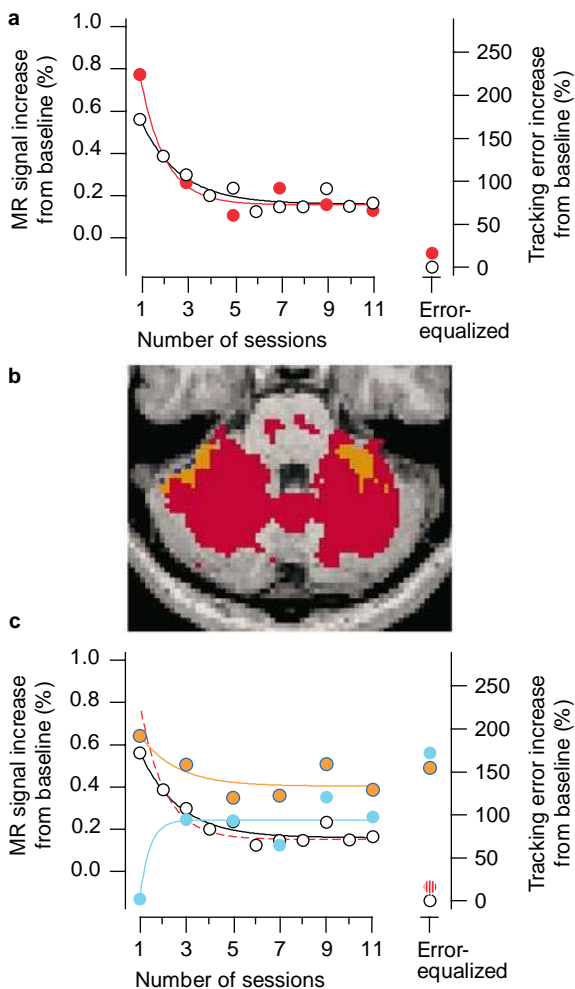 a
MR signal increase
from baseline (%)
1.0
0.8
0.6
0.4
0.2
0.0
250
200
150
100
50
0
Tracking error increase
from baseline (%)
1 3 5 7 9 11
Error-
equalized
Number of sessions
b
c
MR signal increase
from baseline (%)
1.0
0.8
0.6
0.4
0.2
0.0
250
200
150
100
50
0
Tracking error increase
from baseline (%)
1 3 5 7 9 11
Error-
equalized
Number of sessions